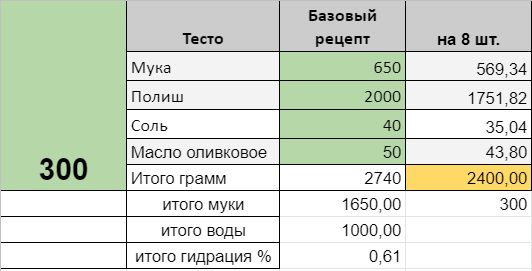 Тесто Базовый рецепт на 8 шт.
Мука 650 569,34
Полиш 2000 1751,82
Соль 40 35,04
Масло оливковое 50 43,80
300 Итого грамм 2740 2400,00
итого муки 1650,00 300
итого воды 1000,00
итого гидрация % 0,61